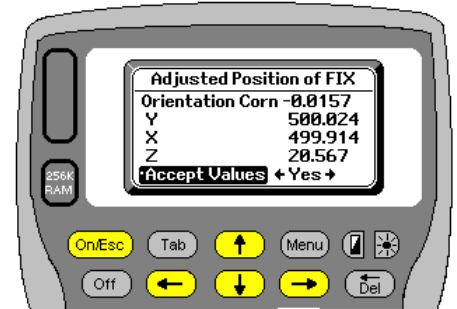 Adjusted Position of FIX
Orientation Corn -0.0157
Y 500.024
X 499.914
Z 20.567
·Accept Values ←Yes→
256K
RAM
On/Esc Tab ↑ Menu
Off ← ↓ → Del